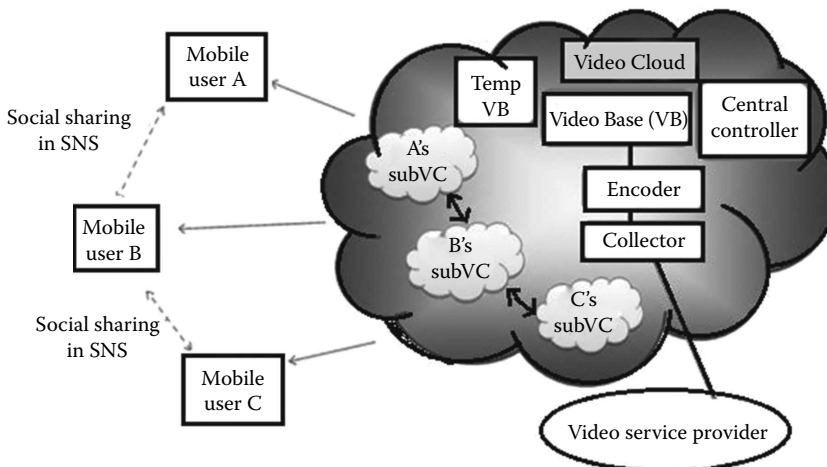 Mobile
user A
Social sharing
in SNS
Mobile
user B
Social sharing
in SNS
Mobile
user C
Video Cloud
Temp
VB
Video Base (VB)
Central
controller
A's
subVC
Encoder
B's
subVC
Collector
C's
subVC
Video service provider